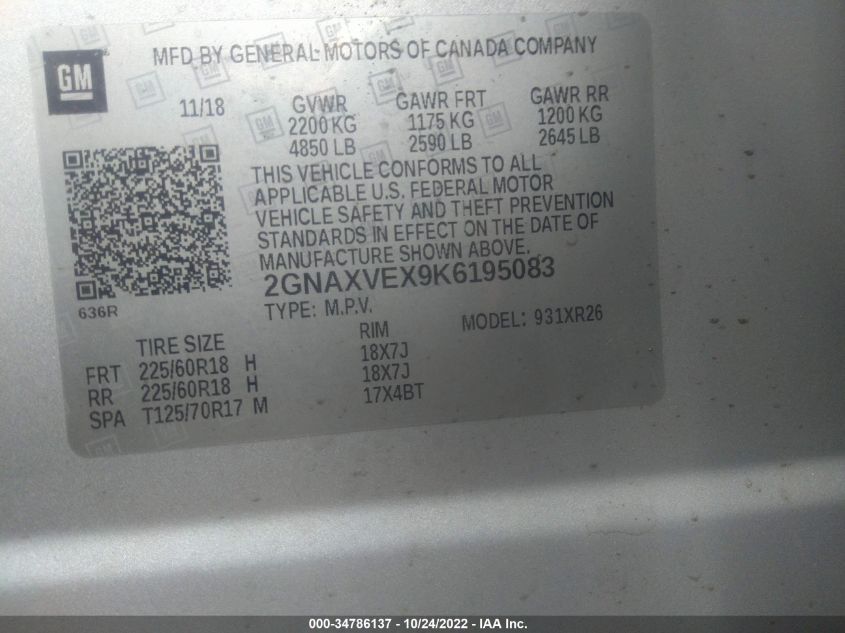 MFD BY GENERAL MOTORS OF CANADA COMPANY
GM
11/18 GVWR GAWR FRT GAWR RR
2200 KG 1175 KG 1200 KG
4850 LB 2590 LB 2645 LB
THIS VEHICLE CONFORMS TO ALL
APPLICABLE U.S. FEDERAL MOTOR
VEHICLE SAFETY AND THEFT PREVENTION
STANDARDS IN EFFECT ON THE DATE OF
MANUFACTURE SHOWN ABOVE.
2GNAXVEX9K6195083
636R
TYPE: M.P.V. MODEL: 931XR26
TIRE SIZE RIM
FRT 225/60R18 H 18X7J
RR 225/60R18 H 18X7J
SPA T125/70R17 M 17X4BT
000-34786137 - 10/24/2022 - IAA Inc.